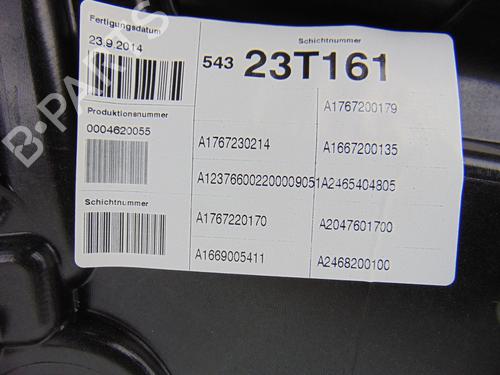 Fertigungsdatum
23.9.2014
Schichtnummer
543 23T161
Produktionsnummer
0004620055
Schichtnummer
A1767200179
A1767230214
A1667200135
A123766002200009051
A2465404805
A1767220170
A2047601700
A1669005411
A2468200100
B-PARTS